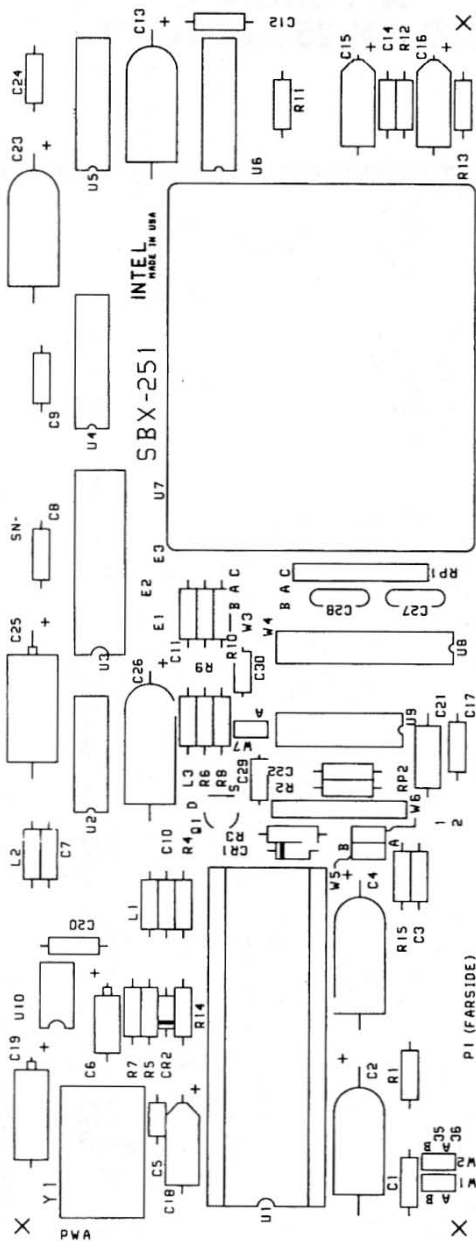 C13
C12
C15
C14
R12
C16
C24
C23
U5
U6
R11
R13
INTEL
MADE IN USA
SBX-251
C9
U4
SN-
C8
U7
E3
E2
E1
C25
U3
C11
R9
R10
B A C
W3
W4
B A C
RP1
C28
C27
C26
C30
U8
L3
R6
R8
W7
A
C29
C22
R2
U9
RP2
C21
C17
U2
L2
C7
Q1
D
S
C10
R4
R3
CR1
W6
W5
B
A
1 2
L1
C4
R15
C3
C20
U10
C19
C6
R7
R5
CR2
R14
P1 (FARSIDE)
Y1
C5
C18
U1
C2
R1
C1
W1
W2
A
B
A
B
35
36
PWA